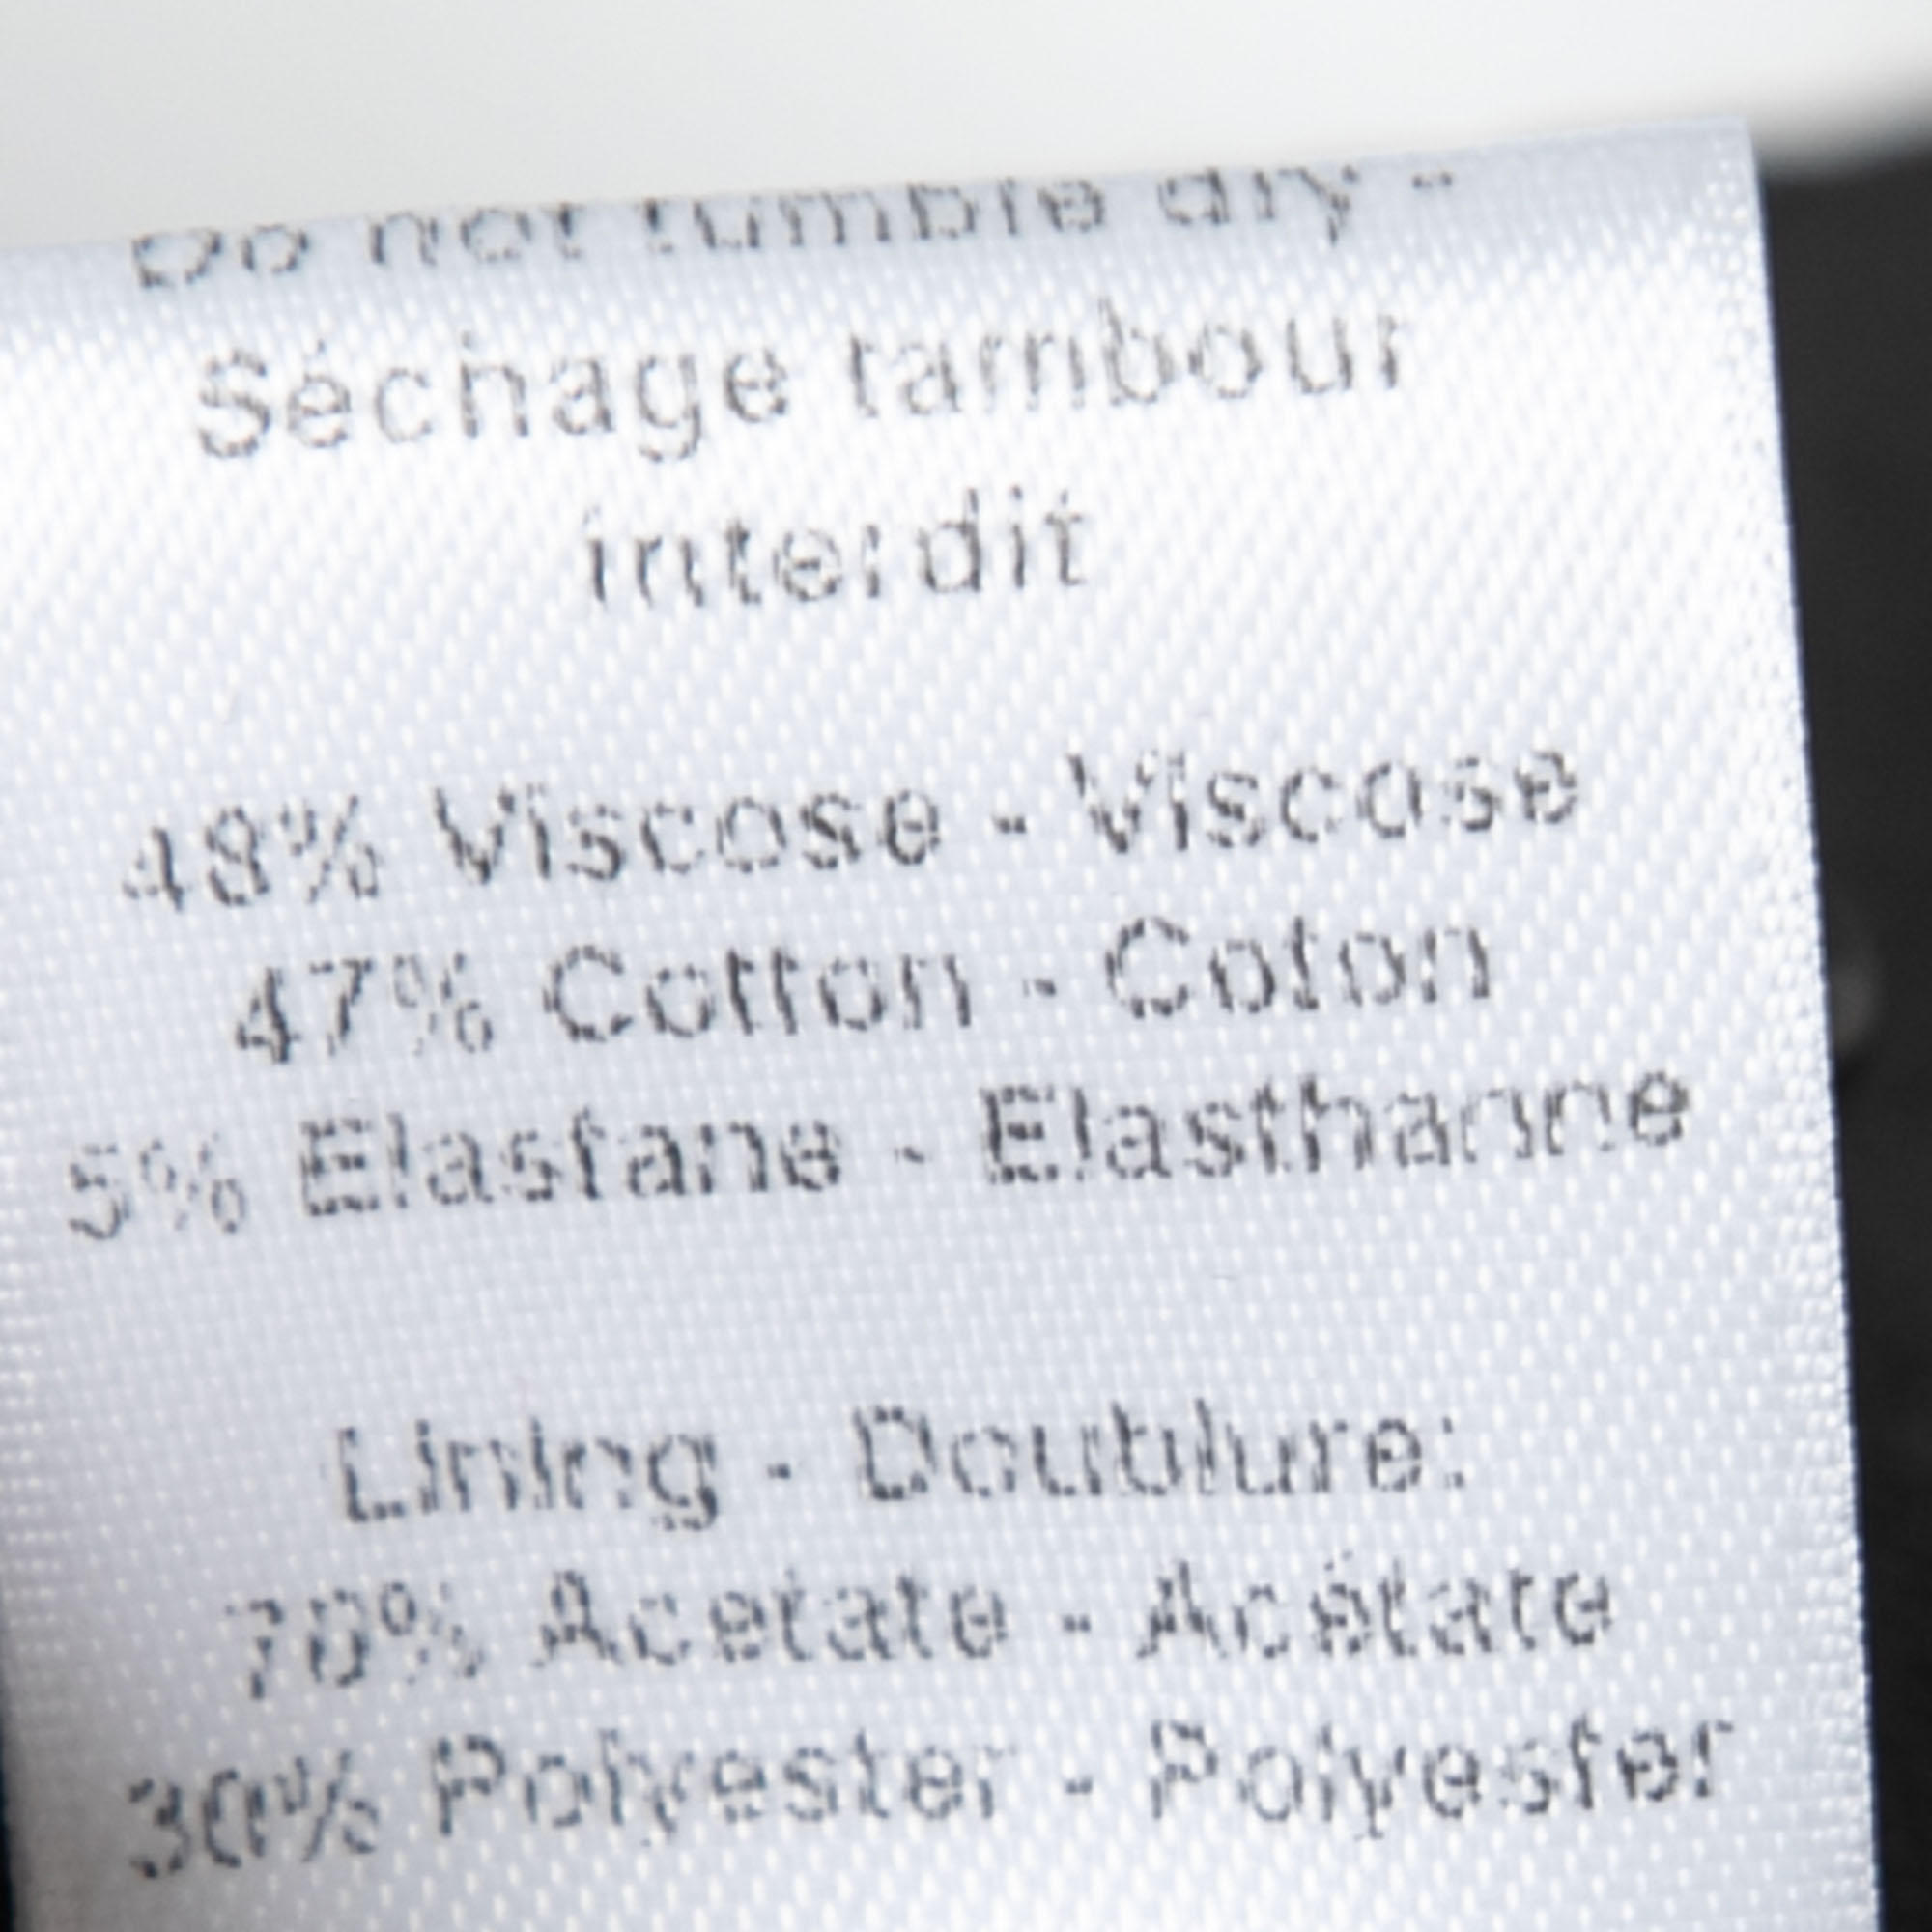 Do not tumble dry -
Séchage tambour
interdit
48% Viscose - Viscose
47% Cotton - Coton
5% Elastane - Elasthanne
Lining - Doublure:
70% Acetate - Acétate
30% Polyester - Polyester